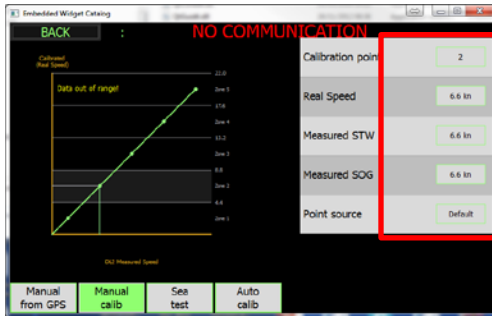 Embedded Widget Catalog
BACK : NO COMMUNICATION
Calibrated
(Real Speed)
Data out of range!
22.0
Zone 5
17.6
Zone 4
13.2
Zone 3
8.8
Zone 2
4.4
Zone 1
DL2 Measured Speed
Calibration point 2
Real Speed 6.6 kn
Measured STW 6.6 kn
Measured SOG 6.6 kn
Point source Default
Manual from GPS
Manual calib
Sea test
Auto calib